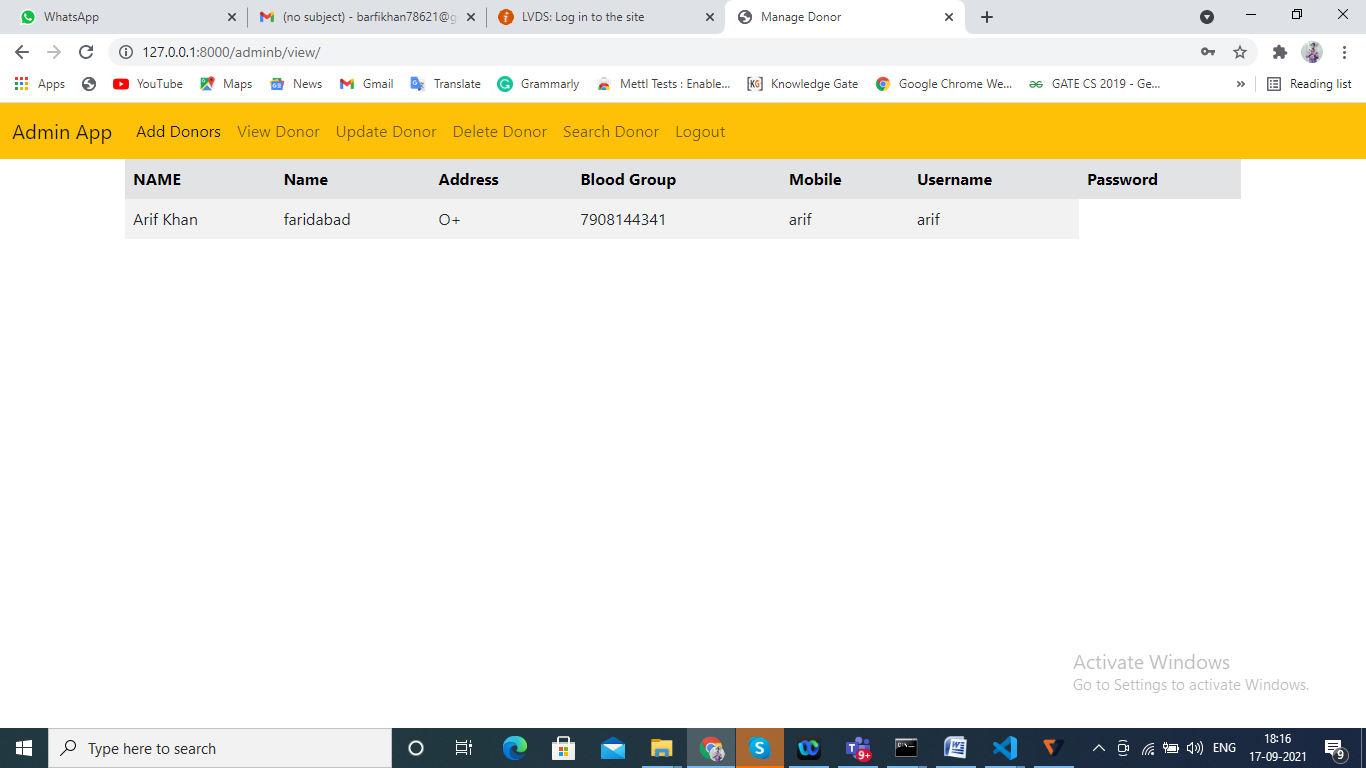 WhatsApp
(no subject) - barfikhan78621@g
LVDS: Log in to the site
Manage Donor
127.0.0.1:8000/adminb/view/
Apps YouTube Maps News Gmail Translate Grammarly Mettl Tests : Enable... KG Knowledge Gate Google Chrome We... GATE CS 2019 - Ge... » Reading list
Admin App Add Donors View Donor Update Donor Delete Donor Search Donor Logout
NAME Name Address Blood Group Mobile Username Password
Arif Khan faridabad O+ 7908144341 arif arif
Activate Windows
Go to Settings to activate Windows.
Type here to search
9+
ENG
18:16
17-09-2021
9